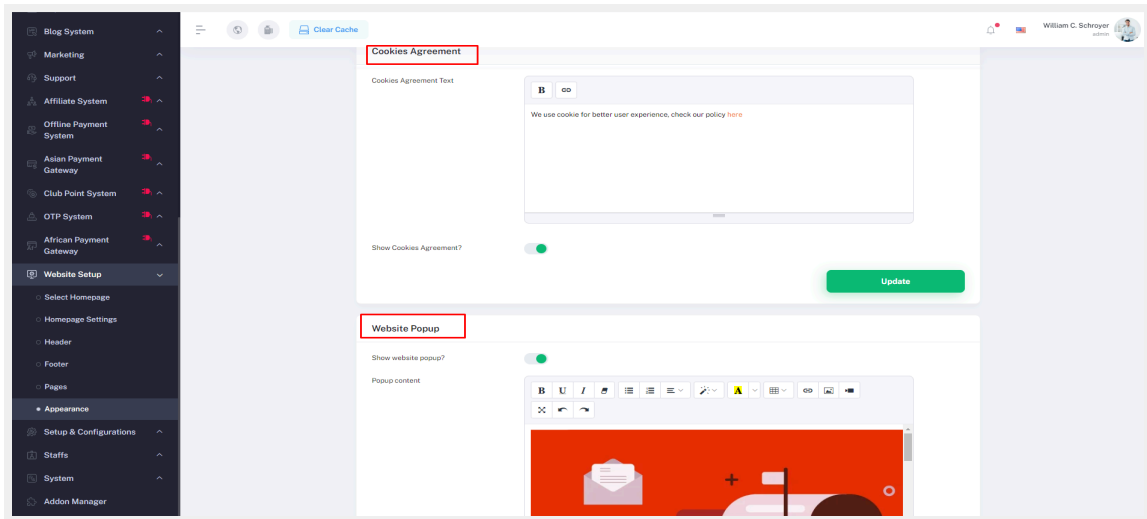 Blog System
Marketing
Support
Affiliate System
Offline Payment
System
Asian Payment
Gateway
Club Point System
OTP System
African Payment
Gateway
Website Setup
Select Homepage
Homepage Settings
Header
Footer
Pages
Appearance
Setup & Configurations
Staffs
System
Addon Manager
Clear Cache
William C. Schroyer
admin
Cookies Agreement
Cookies Agreement Text
B
We use cookie for better user experience, check our policy here
Show Cookies Agreement?
Update
Website Popup
Show website popup?
Popup content
B U I A